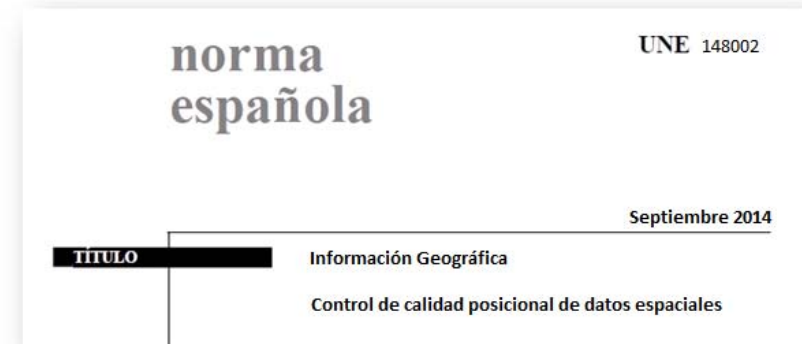 norma
española
UNE 148002
Septiembre 2014
TÍTULO
Información Geográfica
Control de calidad posicional de datos espaciales